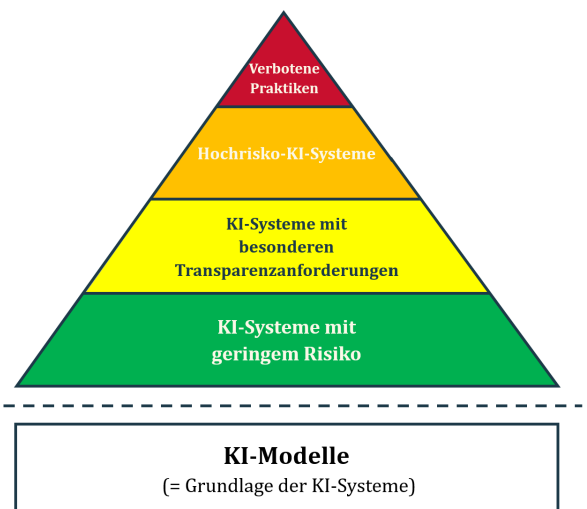 Verbotene
Praktiken
Hochrisko-KI-Systeme
KI-Systeme mit
besonderen
Transparenzanforderungen
KI-Systeme mit
geringem Risiko
KI-Modelle
(= Grundlage der KI-Systeme)